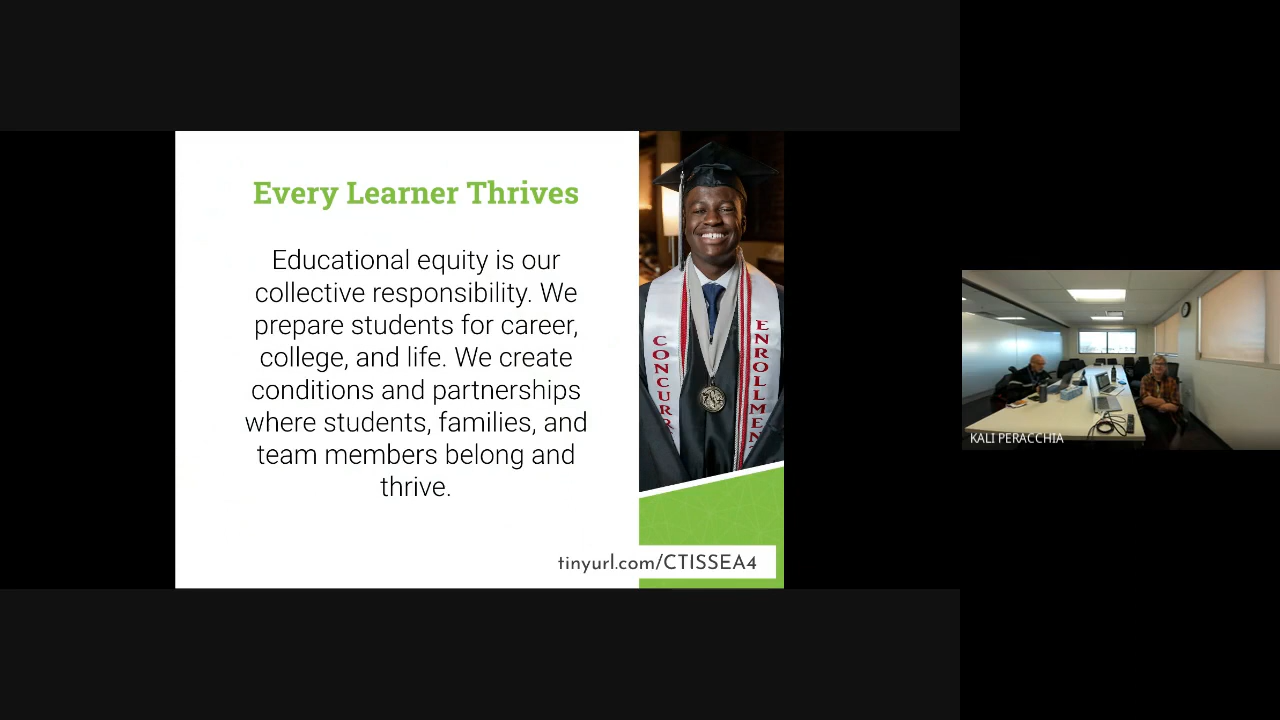 Every Learner Thrives
Educational equity is our
collective responsibility. We
prepare students for career,
college, and life. We create
conditions and partnerships
where students, families, and
team members belong and
thrive.
CONCURR
ENROLLMEN
tinyurl.com/CTISSEA4
KALI PERACCHIA